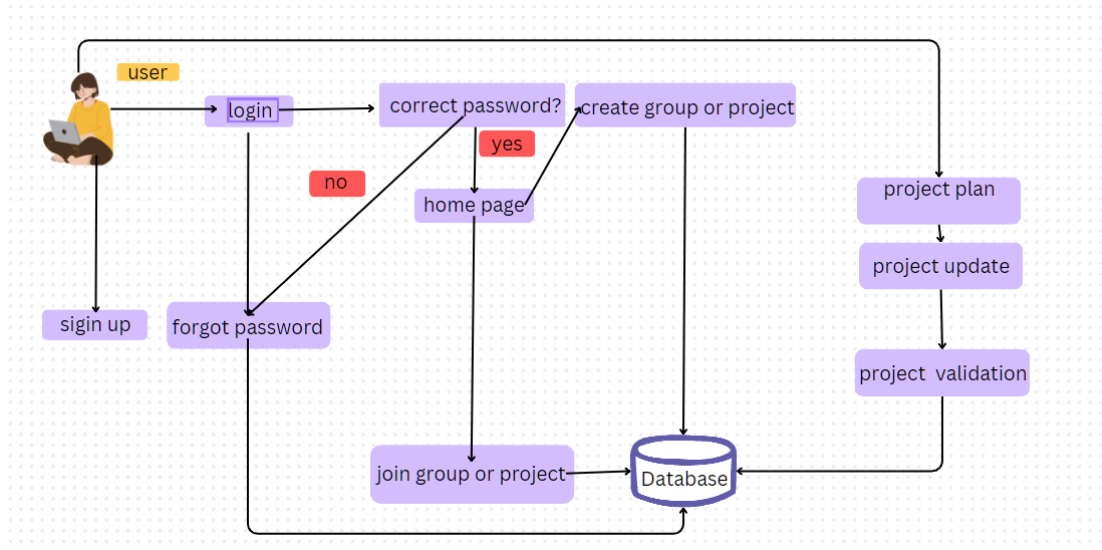 user
login
correct password?
create group or project
yes
no
home page
project plan
project update
sigin up
forgot password
project validation
join group or project
Database